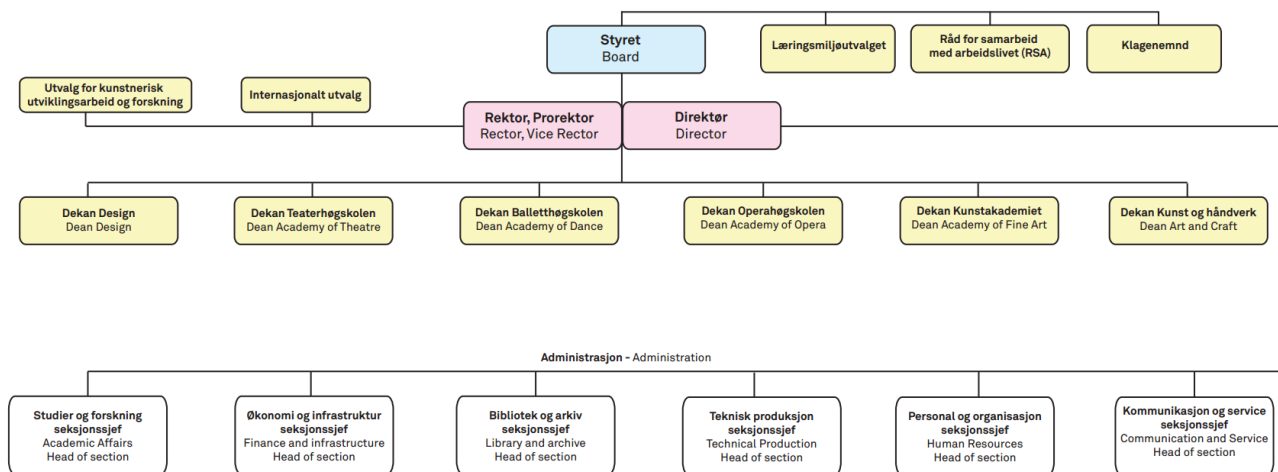 Styret
Board
Læringsmiljøutvalget
Råd for samarbeid
med arbeidslivet (RSA)
Klagenemnd
Utvalg for kunstnerisk
utviklingsarbeid og forskning
Internasjonalt utvalg
Rektor, Prorektor
Rector, Vice Rector
Direktør
Director
Dekan Design
Dean Design
Dekan Teaterhøgskolen
Dean Academy of Theatre
Dekan Balletthøgskolen
Dean Academy of Dance
Dekan Operahøgskolen
Dean Academy of Opera
Dekan Kunstakademiet
Dean Academy of Fine Art
Dekan Kunst og håndverk
Dean Art and Craft
Administrasjon - Administration
Studier og forskning
seksjonssjef
Academic Affairs
Head of section
Økonomi og infrastruktur
seksjonssjef
Finance and infrastructure
Head of section
Bibliotek og arkiv
seksjonssjef
Library and archive
Head of section
Teknisk produksjon
seksjonssjef
Technical Production
Head of section
Personal og organisasjon
seksjonssjef
Human Resources
Head of section
Kommunikasjon og service
seksjonssjef
Communication and Service
Head of section